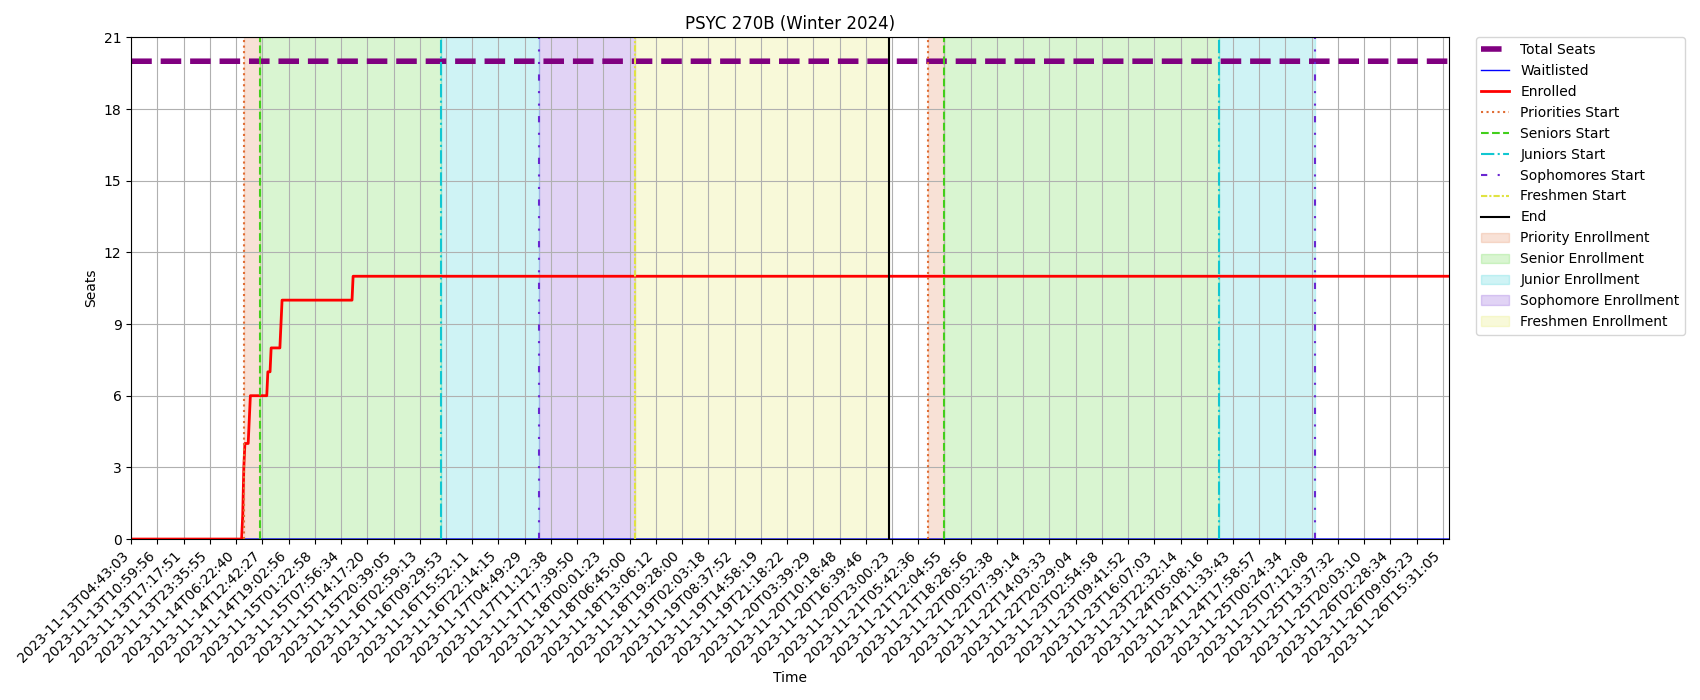 PSYC 270B (Winter 2024)
Seats
21
18
15
12
9
6
3
0
2023-11-13T04:43:03
2023-11-13T10:59:56
2023-11-13T17:17:51
2023-11-13T23:35:55
2023-11-14T06:22:40
2023-11-14T12:42:27
2023-11-14T19:02:56
2023-11-15T01:22:58
2023-11-15T07:56:34
2023-11-15T14:17:20
2023-11-15T20:39:05
2023-11-16T02:59:13
2023-11-16T09:29:53
2023-11-16T15:52:11
2023-11-16T22:14:15
2023-11-17T04:49:29
2023-11-17T11:12:38
2023-11-17T17:39:50
2023-11-18T00:01:23
2023-11-18T06:45:00
2023-11-18T13:06:12
2023-11-18T19:28:00
2023-11-19T02:03:18
2023-11-19T08:37:52
2023-11-19T14:58:19
2023-11-19T21:18:22
2023-11-20T03:39:29
2023-11-20T10:18:48
2023-11-20T16:39:46
2023-11-20T23:00:23
2023-11-21T05:42:36
2023-11-21T12:04:55
2023-11-21T18:28:56
2023-11-22T00:52:38
2023-11-22T07:39:14
2023-11-22T14:03:33
2023-11-22T20:29:04
2023-11-23T02:54:58
2023-11-23T09:41:52
2023-11-23T16:07:03
2023-11-23T22:32:14
2023-11-24T05:08:16
2023-11-24T11:33:43
2023-11-24T17:58:57
2023-11-25T00:24:34
2023-11-25T07:12:08
2023-11-25T13:37:32
2023-11-25T20:03:10
2023-11-26T02:28:34
2023-11-26T09:05:23
2023-11-26T15:31:05
Time
Total Seats
Waitlisted
Enrolled
Priorities Start
Seniors Start
Juniors Start
Sophomores Start
Freshmen Start
End
Priority Enrollment
Senior Enrollment
Junior Enrollment
Sophomore Enrollment
Freshmen Enrollment